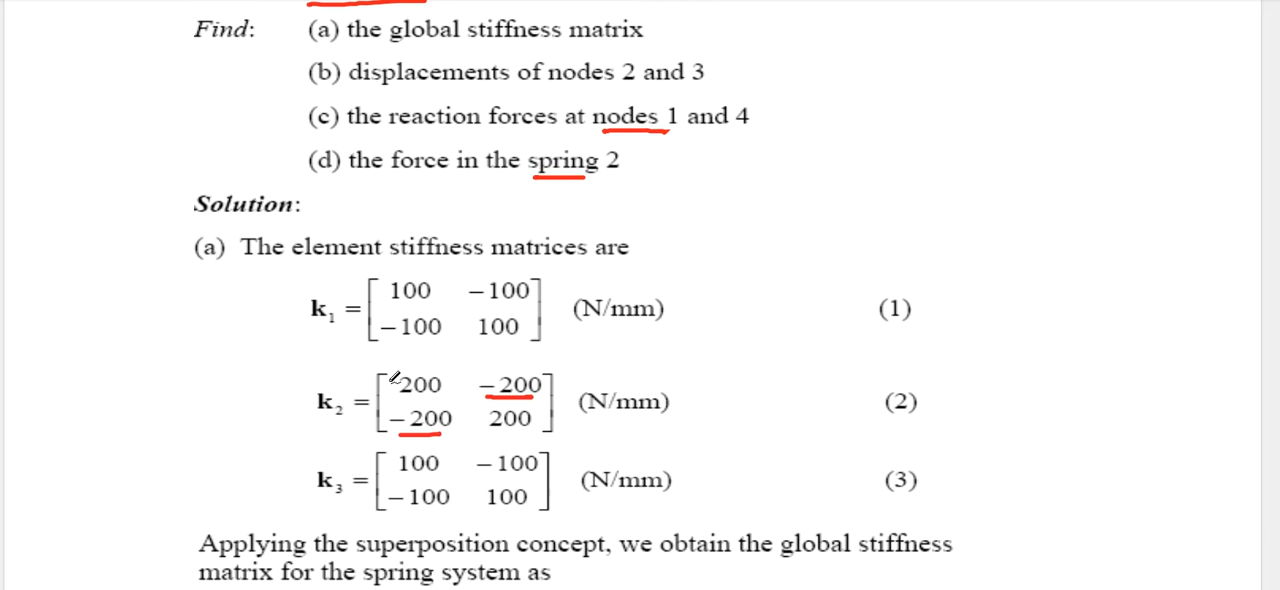 Find: (a) the global stiffness matrix
(b) displacements of nodes 2 and 3
(c) the reaction forces at nodes 1 and 4
(d) the force in the spring 2
Solution:
(a) The element stiffness matrices are
k₁ = [100 −100; −100 100] (N/mm) (1)
k₂ = [200 −200; −200 200] (N/mm) (2)
k₃ = [100 −100; −100 100] (N/mm) (3)
Applying the superposition concept, we obtain the global stiffness
matrix for the spring system as